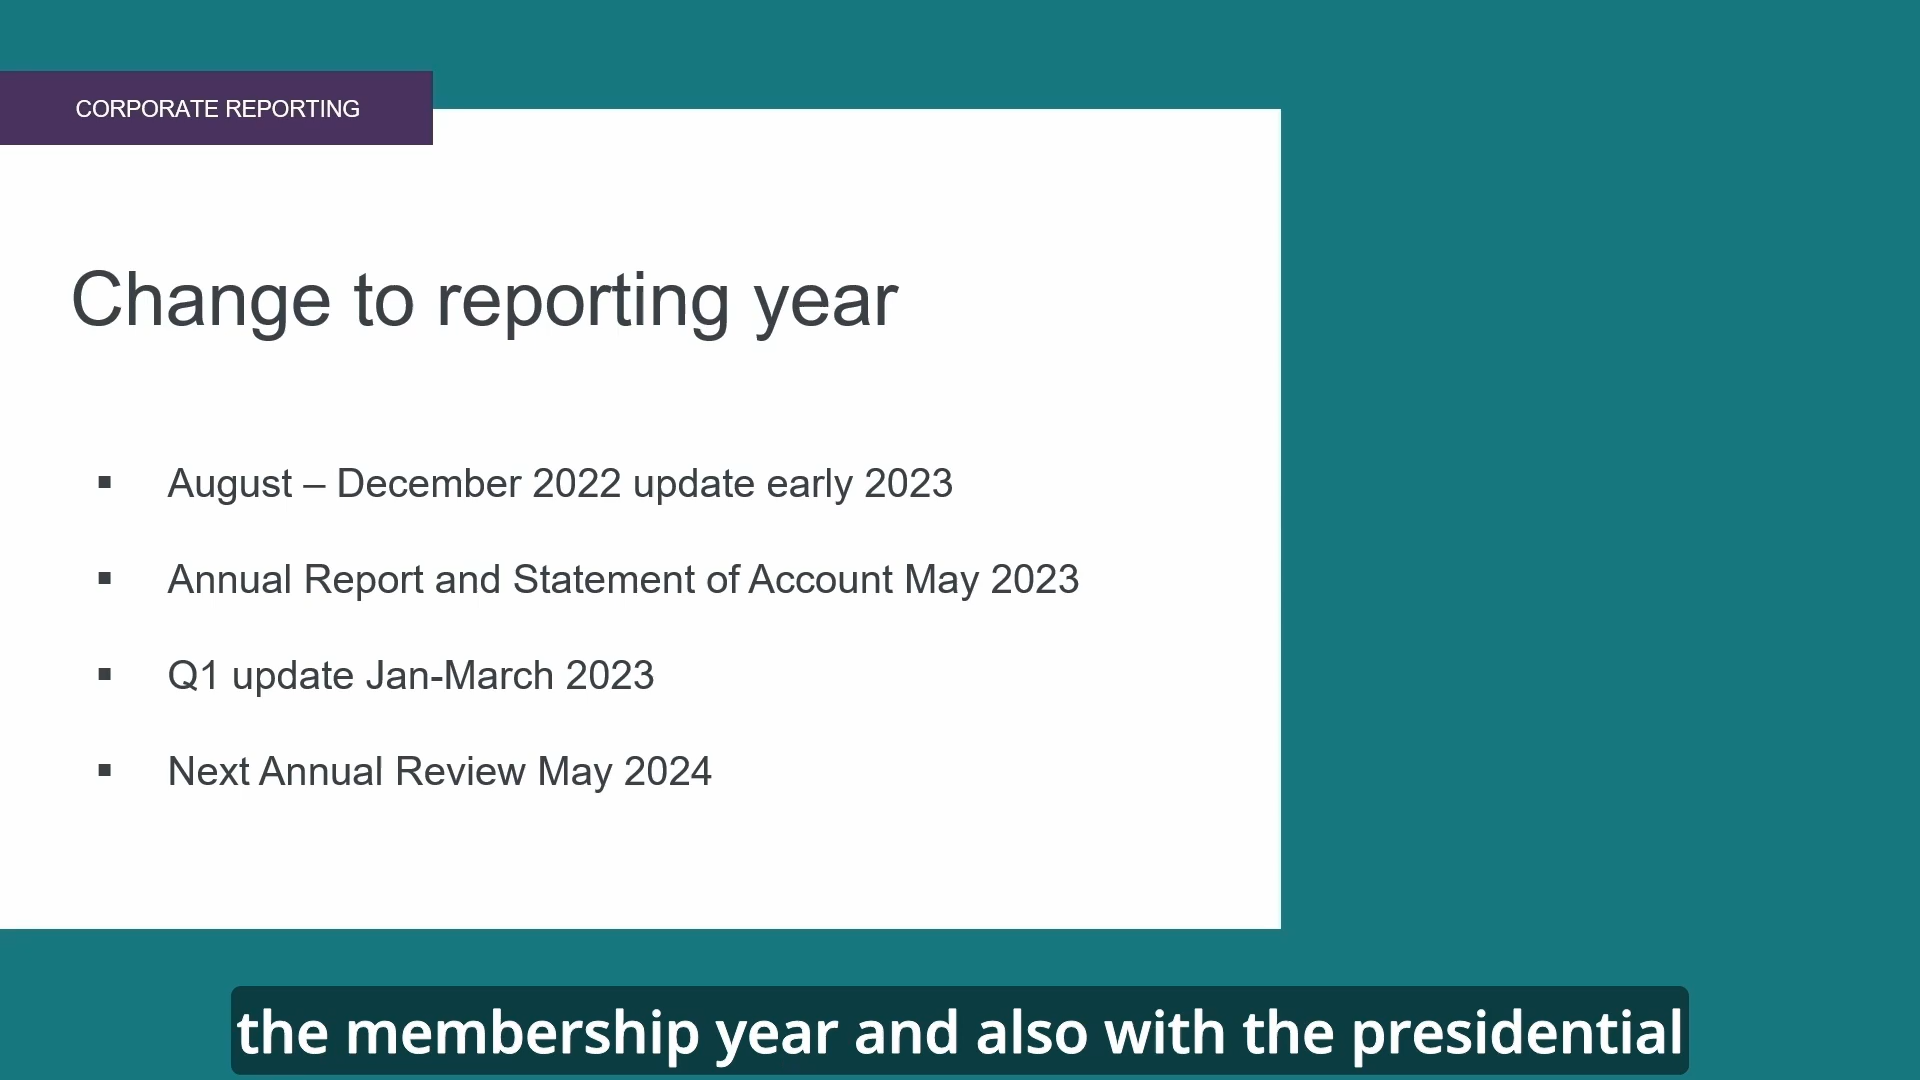 CORPORATE REPORTING
Change to reporting year
▪ August – December 2022 update early 2023
▪ Annual Report and Statement of Account May 2023
▪ Q1 update Jan-March 2023
▪ Next Annual Review May 2024
the membership year and also with the presidential